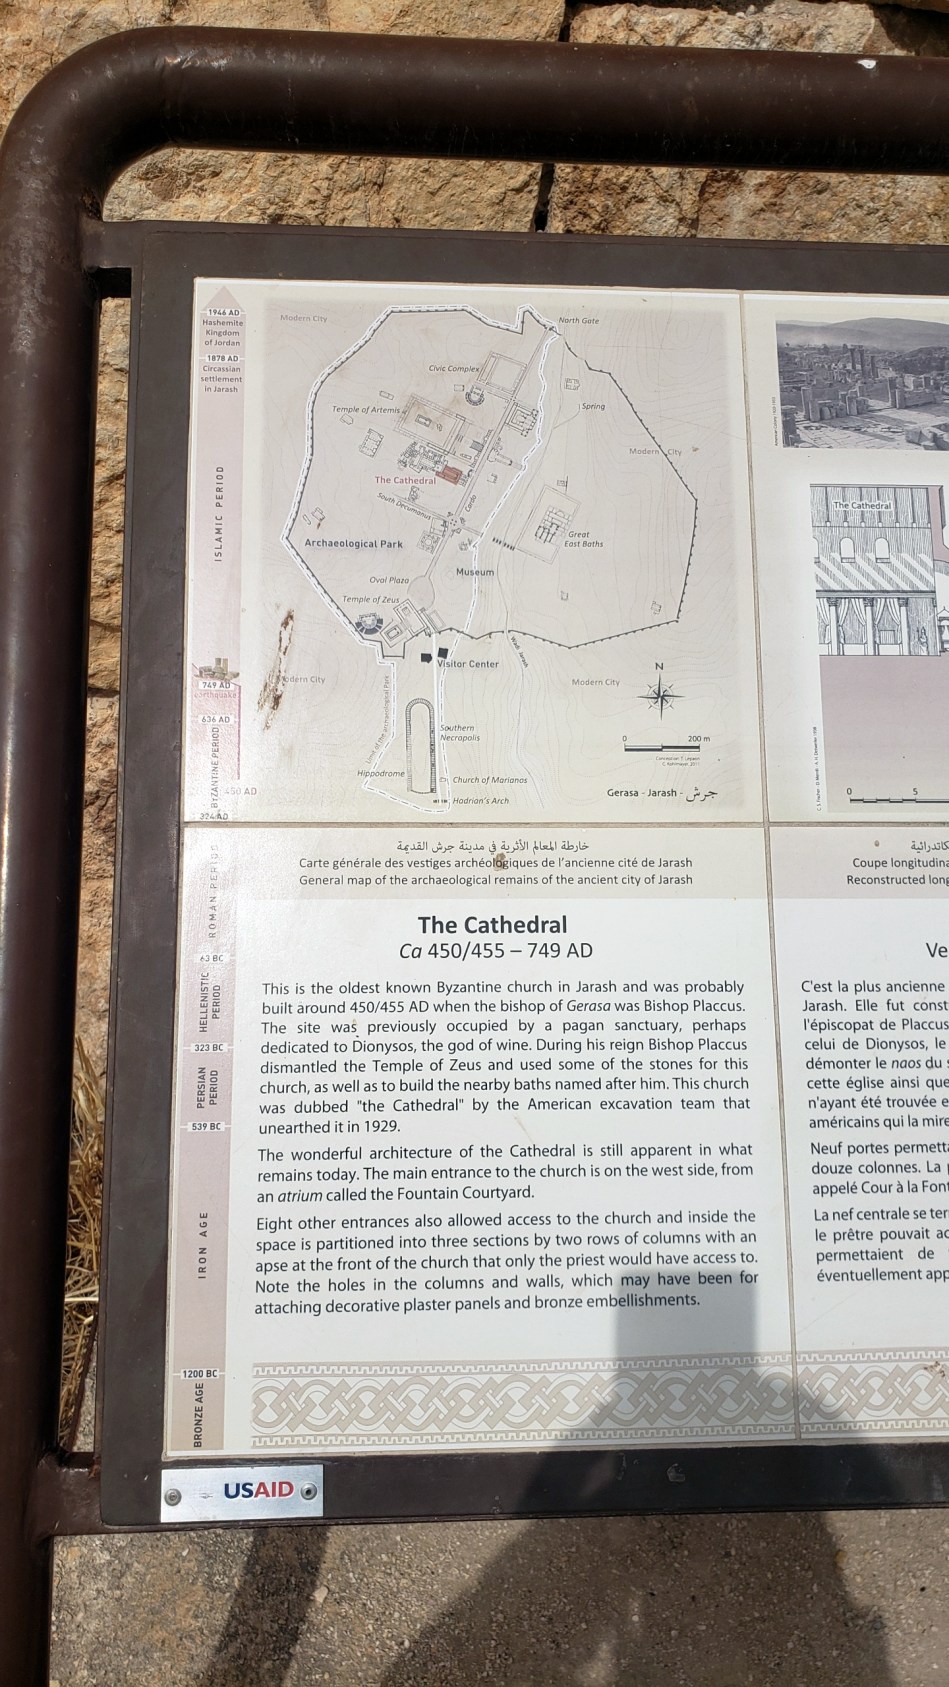 1946 AD
Hashemite
Kingdom
of Jordan
1878 AD
Circassian
settlement
in Jarash
ISLAMIC PERIOD
749 AD
earthquake
636 AD
BYZANTINE PERIOD
450 AD
324 AD
ROMAN PERIOD
63 BC
HELLENISTIC
PERIOD
323 BC
PERSIAN
PERIOD
539 BC
IRON AGE
1200 BC
BRONZE AGE
Modern City
North Gate
Civic Complex
Temple of Artemis
Spring
Modern City
The Cathedral
South Decumanus
Cardo
Archaeological Park
Great
East Baths
Museum
Oval Plaza
Temple of Zeus
Wadi Jarash
Visitor Center
Modern City
Modern City
N
Limit of the archaeological Park
Southern
Necropolis
0 200 m
Hippodrome
Church of Marianos
Hadrian's Arch
Gerasa - Jarash - جرش
خارطة المعالم الأثرية في مدينة جرش القديمة
Carte générale des vestiges archéologiques de l'ancienne cité de Jarash
General map of the archaeological remains of the ancient city of Jarash
The Cathedral
Ca 450/455 – 749 AD
This is the oldest known Byzantine church in Jarash and was probably
built around 450/455 AD when the bishop of Gerasa was Bishop Placcus.
The site was previously occupied by a pagan sanctuary, perhaps
dedicated to Dionysos, the god of wine. During his reign Bishop Placcus
dismantled the Temple of Zeus and used some of the stones for this
church, as well as to build the nearby baths named after him. This church
was dubbed "the Cathedral" by the American excavation team that
unearthed it in 1929.
The wonderful architecture of the Cathedral is still apparent in what
remains today. The main entrance to the church is on the west side, from
an atrium called the Fountain Courtyard.
Eight other entrances also allowed access to the church and inside the
space is partitioned into three sections by two rows of columns with an
apse at the front of the church that only the priest would have access to.
Note the holes in the columns and walls, which may have been for
attaching decorative plaster panels and bronze embellishments.
The Cathedral
0 5
Coupe longitudina
Reconstructed long
Ve
C'est la plus ancienne
Jarash. Elle fut const
l'épiscopat de Placcus
celui de Dionysos, le
démonter le naos du
cette église ainsi que
n'ayant été trouvée e
américains qui la mire
Neuf portes permetta
douze colonnes. La
appelé Cour à la Font
La nef centrale se ter
le prêtre pouvait ac
permettaient de
éventuellement app
USAID